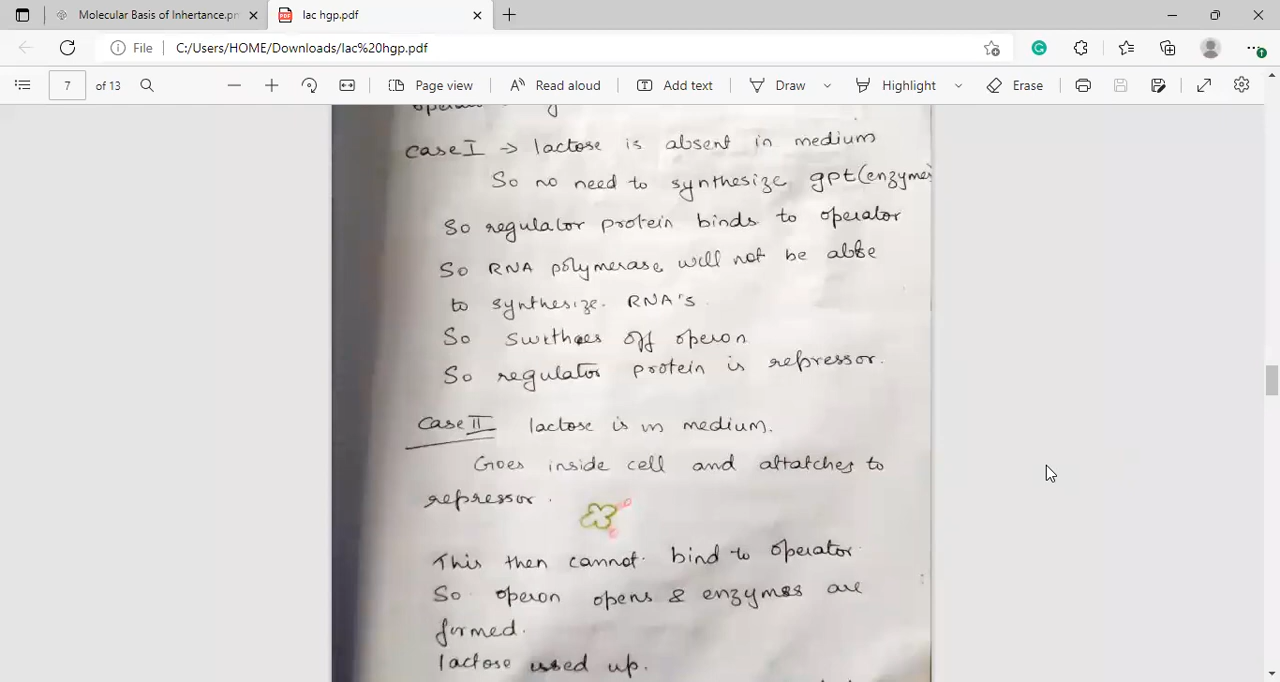 Molecular Basis of Inheritance.pr
lac hgp.pdf
File
C:/Users/HOME/Downloads/lac%20hgp.pdf
7 of 13
Page view
Read aloud
Add text
Draw
Highlight
Erase
Case I → lactose is absent in medium
So no need to synthesize gpt(enzymes
So regulator protein binds to operator
So RNA polymerase will not be able
to synthesize. RNA's
So off operon
So regulator protein is repressor.
Case II lactose is in medium.
Goes inside cell and attatches to
repressor.
This then cannot. bind to operator
So operon opens & enzymes are
formed.
lactose used up.